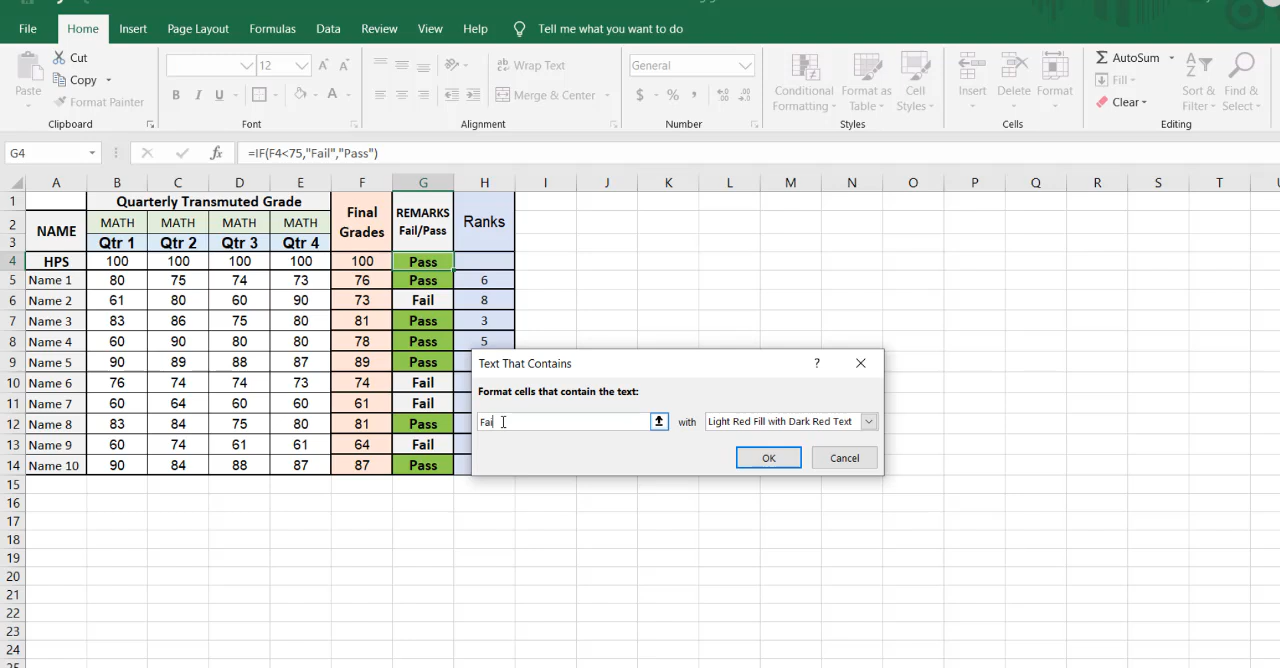 File Home Insert Page Layout Formulas Data Review View Help Tell me what you want to do
Paste
Cut
Copy
Format Painter
Clipboard
12 A A
B I U A
Font
Wrap Text
Merge & Center
Alignment
General
$ % ,
Number
Conditional Formatting
Format as Table
Cell Styles
Styles
Insert Delete Format
Cells
AutoSum
Fill
Clear
Sort & Filter
Find & Select
Editing
G4 fx =IF(F4<75,"Fail","Pass")
A B C D E F G H I J K L M N O P Q R S T
1 Quarterly Transmuted Grade Final Grades REMARKS Fail/Pass Ranks
2 NAME MATH MATH MATH MATH
3 Qtr 1 Qtr 2 Qtr 3 Qtr 4
4 HPS 100 100 100 100 100 Pass
5 Name 1 80 75 74 73 76 Pass 6
6 Name 2 61 80 60 90 73 Fail 8
7 Name 3 83 86 75 80 81 Pass 3
8 Name 4 60 90 80 80 78 Pass 5
9 Name 5 90 89 88 87 89 Pass
10 Name 6 76 74 74 73 74 Fail
11 Name 7 60 64 60 60 61 Fail
12 Name 8 83 84 75 80 81 Pass
13 Name 9 60 74 61 61 64 Fail
14 Name 10 90 84 88 87 87 Pass
15
16
17
18
19
20
21
22
23
24
Text That Contains ?
Format cells that contain the text:
Fai with Light Red Fill with Dark Red Text
OK Cancel